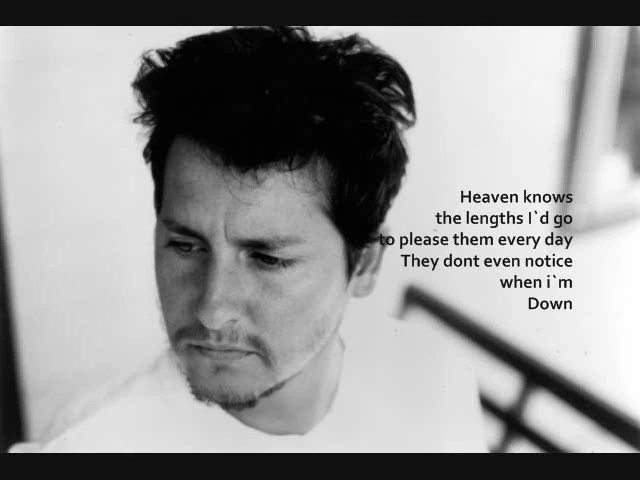 Heaven knows
the lengths I`d go
to please them every day
They dont even notice
when i`m
Down